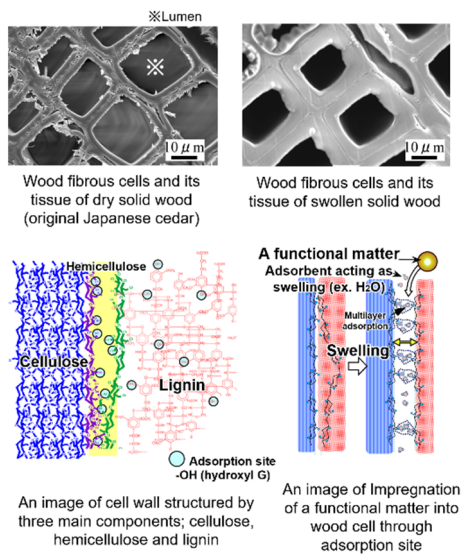 ※Lumen
※
10μm
10μm
Wood fibrous cells and its
tissue of dry solid wood
(original Japanese cedar)
Wood fibrous cells and its
tissue of swollen solid wood
Hemicellulose
Cellulose
Lignin
Adsorption site
-OH (hydroxyl G)
An image of cell wall structured by
three main components; cellulose,
hemicellulose and lignin
A functional matter
Adsorbent acting as
swelling (ex. H2O)
Multilayer
adsorption
Swelling
An image of Impregnation
of a functional matter into
wood cell through
adsorption site